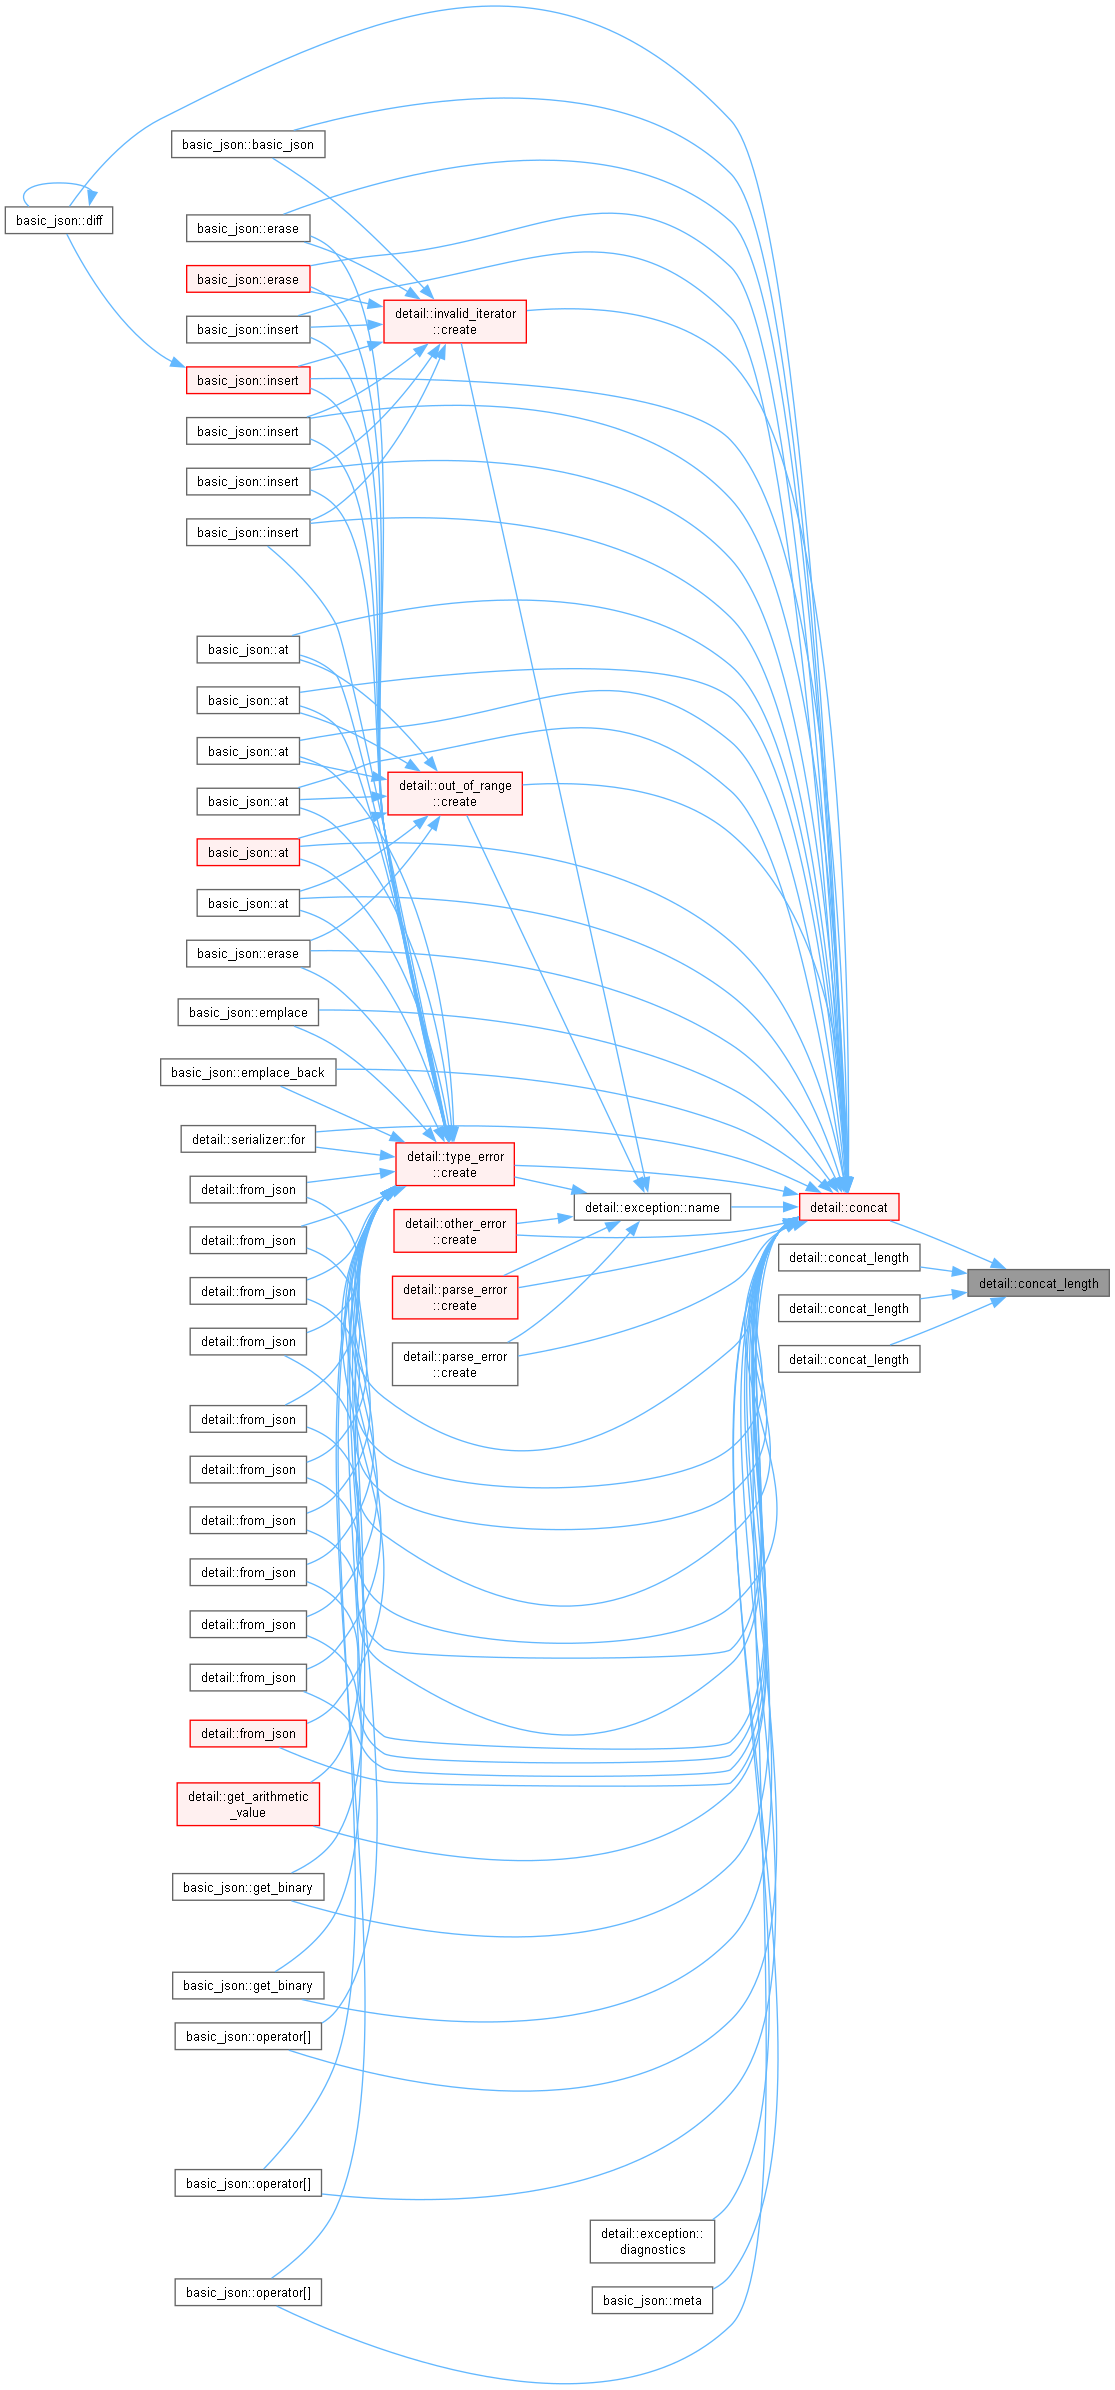 basic_json::basic_json
basic_json::diff
basic_json::erase
basic_json::erase
detail::invalid_iterator
::create
basic_json::insert
basic_json::insert
basic_json::insert
basic_json::insert
basic_json::insert
basic_json::at
basic_json::at
basic_json::at
detail::out_of_range
::create
basic_json::at
basic_json::at
basic_json::at
basic_json::erase
basic_json::emplace
basic_json::emplace_back
detail::serializer::for
detail::type_error
::create
detail::from_json
detail::exception::name
detail::concat
detail::other_error
::create
detail::from_json
detail::concat_length
detail::concat_length
detail::from_json
detail::parse_error
::create
detail::concat_length
detail::from_json
detail::parse_error
::create
detail::concat_length
detail::from_json
detail::from_json
detail::from_json
detail::from_json
detail::from_json
detail::from_json
detail::from_json
detail::get_arithmetic
_value
basic_json::get_binary
basic_json::get_binary
basic_json::operator[]
basic_json::operator[]
detail::exception::
diagnostics
basic_json::operator[]
basic_json::meta